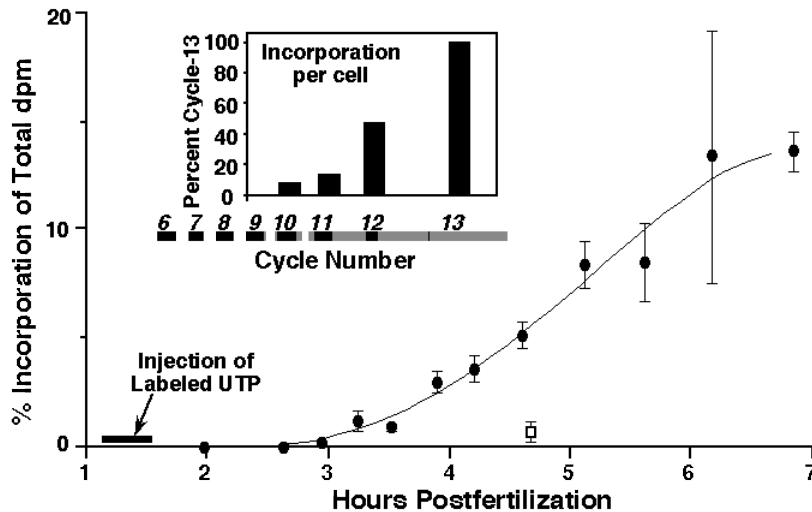 20
10
0
% Incorporation of Total dpm
100
80
60
40
20
0
Percent Cycle-13
Incorporation
per cell
6 7 8 9 10 11 12 13
Cycle Number
Injection of
Labeled UTP
1 2 3 4 5 6 7
Hours Postfertilization